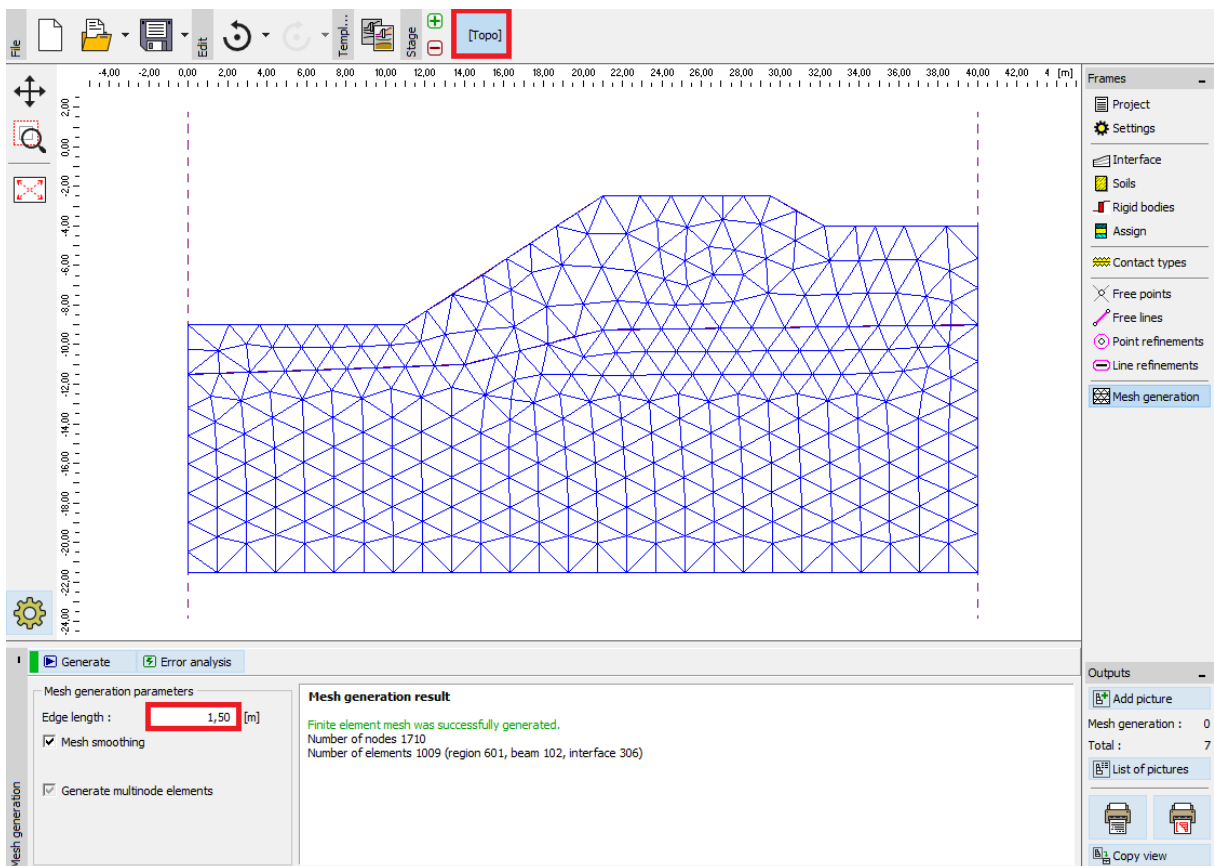 File
Edit
Templ...
Stage
[Topo]
-4,00 -2,00 0,00 2,00 4,00 6,00 8,00 10,00 12,00 14,00 16,00 18,00 20,00 22,00 24,00 26,00 28,00 30,00 32,00 34,00 36,00 38,00 40,00 42,00 4 [m]
2,00
0,00
-2,00
-4,00
-6,00
-8,00
-10,00
-12,00
-14,00
-16,00
-18,00
-20,00
-22,00
-24,00
Frames
Project
Settings
Interface
Soils
Rigid bodies
Assign
Contact types
Free points
Free lines
Point refinements
Line refinements
Mesh generation
Mesh generation
Generate
Error analysis
Mesh generation parameters
Edge length : 1,50 [m]
Mesh smoothing
Generate multinode elements
Mesh generation result
Finite element mesh was successfully generated.
Number of nodes 1710
Number of elements 1009 (region 601, beam 102, interface 306)
Outputs
Add picture
Mesh generation : 0
Total : 7
List of pictures
Copy view